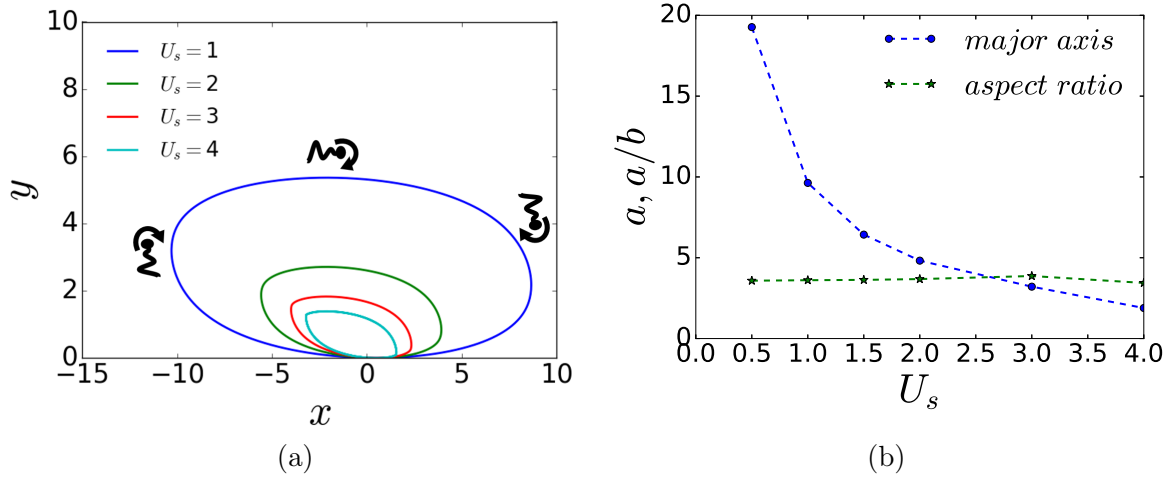 10
8
6
4
2
0
y
U_s = 1
U_s = 2
U_s = 3
U_s = 4
−15 −10 −5 0 5 10
x
(a)
20
15
10
5
0
a, a/b
major axis
aspect ratio
0.0 0.5 1.0 1.5 2.0 2.5 3.0 3.5 4.0
U_s
(b)